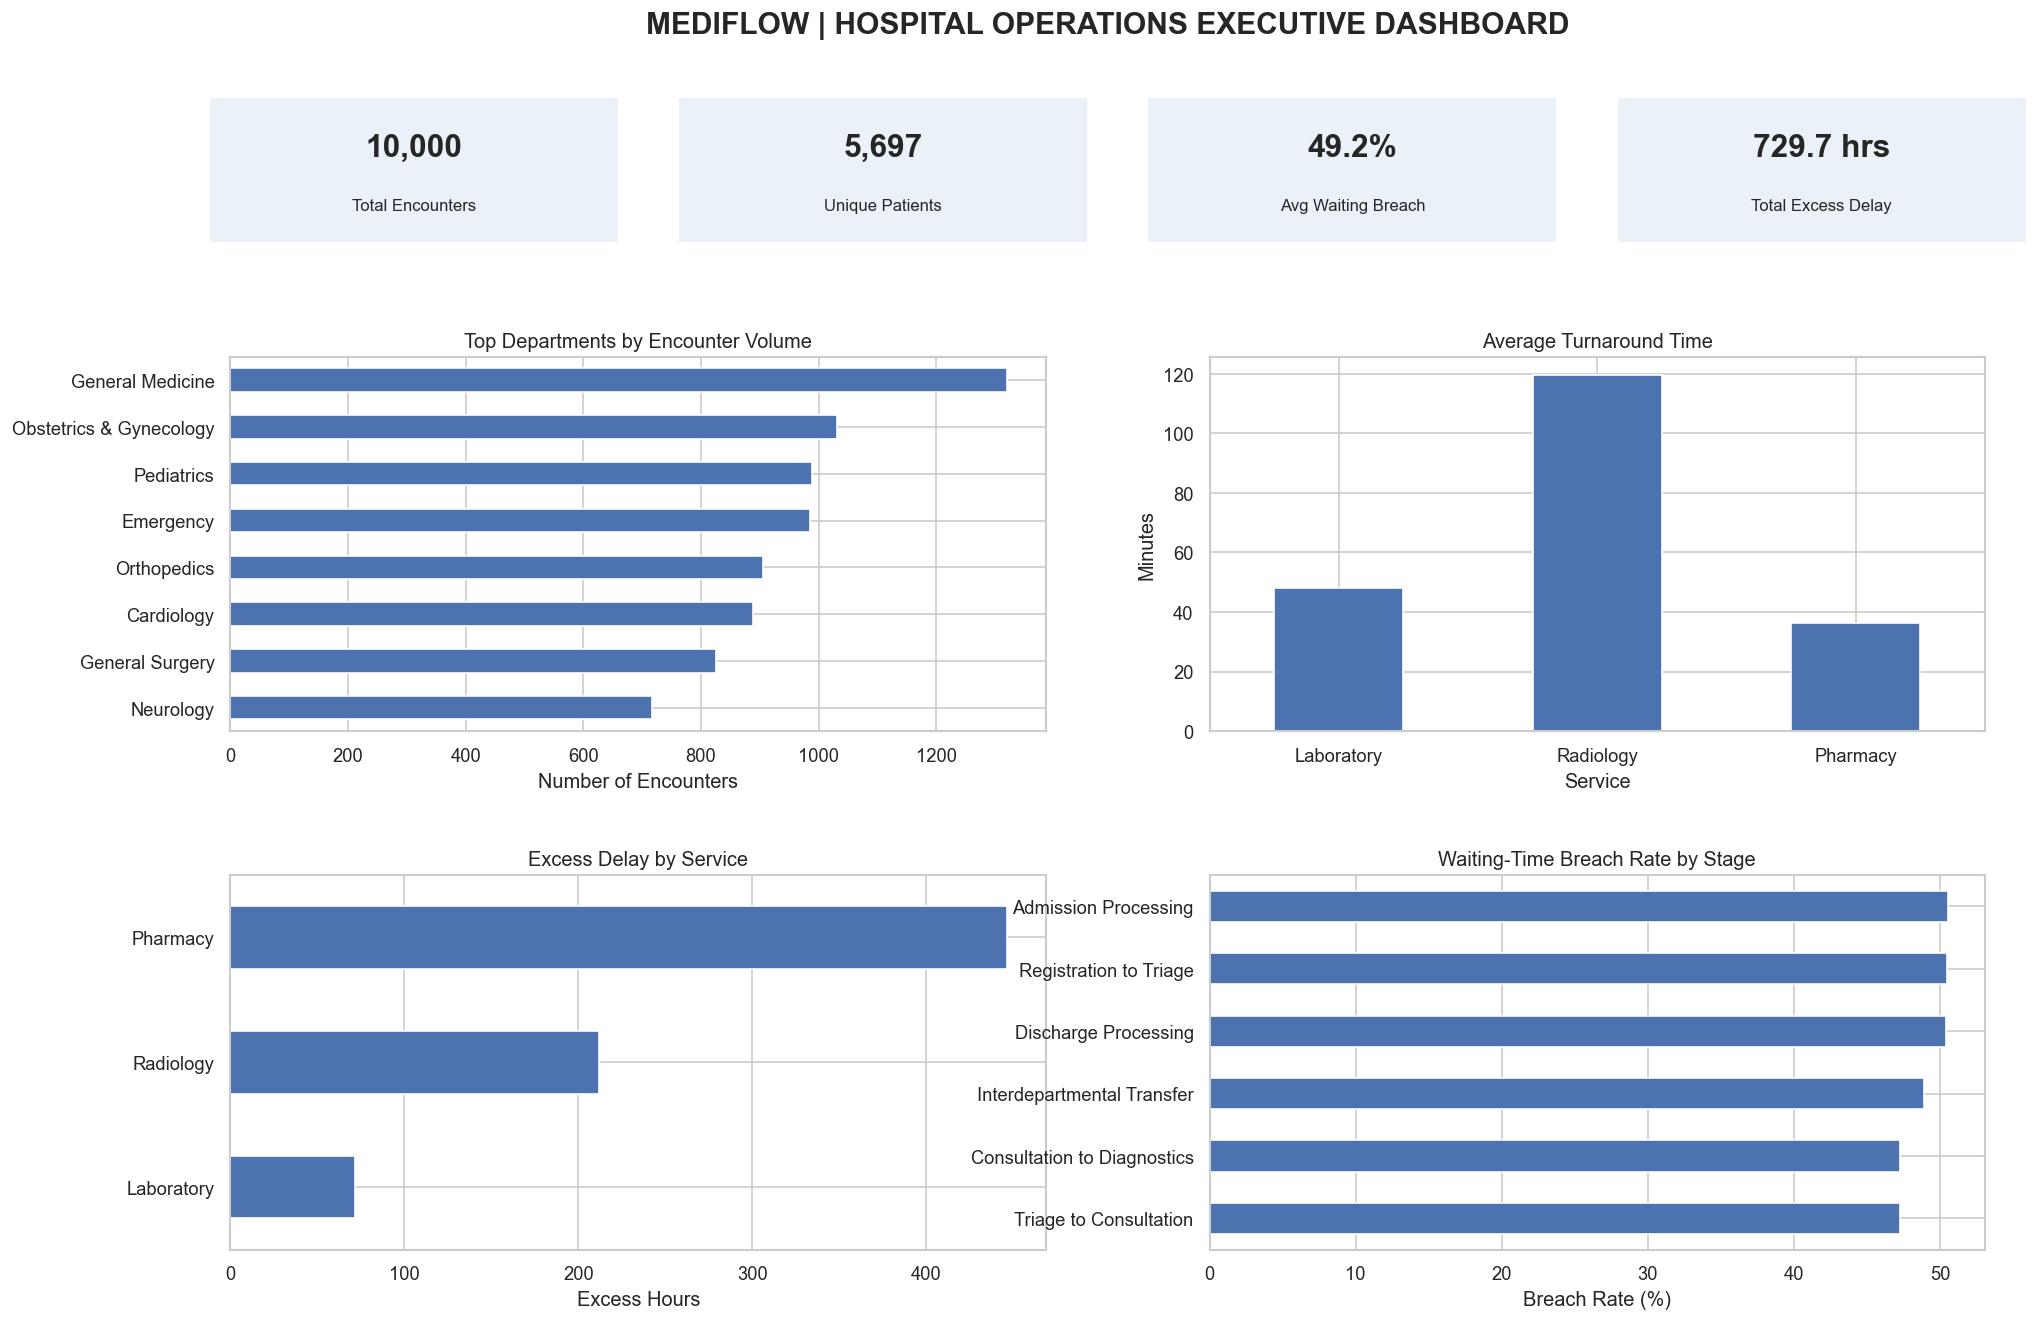 MEDIFLOW | HOSPITAL OPERATIONS EXECUTIVE DASHBOARD
10,000
Total Encounters
5,697
Unique Patients
49.2%
Avg Waiting Breach
729.7 hrs
Total Excess Delay
Top Departments by Encounter Volume
General Medicine
Obstetrics & Gynecology
Pediatrics
Emergency
Orthopedics
Cardiology
General Surgery
Neurology
0 200 400 600 800 1000 1200
Number of Encounters
Average Turnaround Time
Minutes
120
100
80
60
40
20
0
Laboratory Radiology Pharmacy
Service
Excess Delay by Service
Pharmacy
Radiology
Laboratory
0 100 200 300 400
Excess Hours
Waiting-Time Breach Rate by Stage
Admission Processing
Registration to Triage
Discharge Processing
Interdepartmental Transfer
Consultation to Diagnostics
Triage to Consultation
0 10 20 30 40 50
Breach Rate (%)